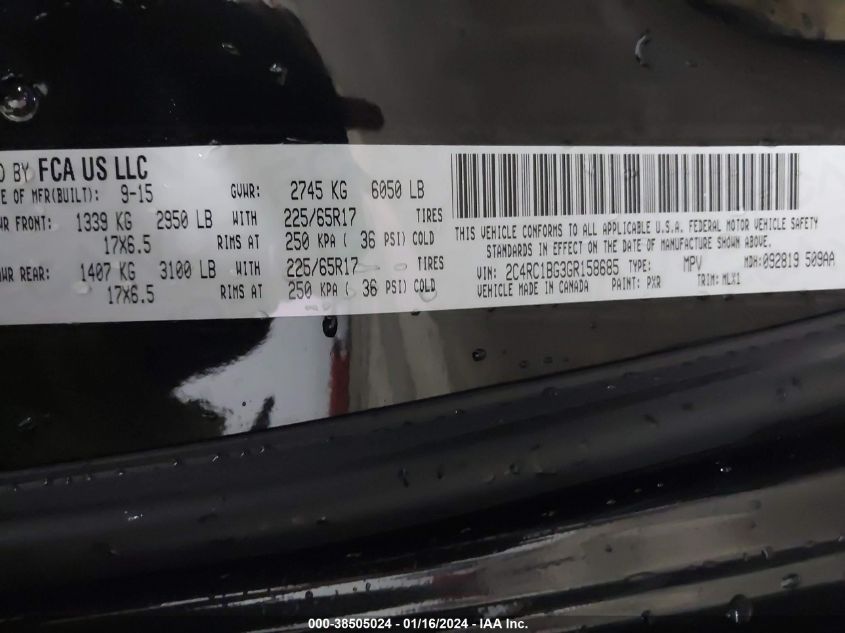 D BY FCA US LLC
E OF MFR(BUILT): 9-15 GVWR: 2745 KG 6050 LB
WR FRONT: 1339 KG 2950 LB WITH 225/65R17 TIRES
17X6.5 RIMS AT 250 KPA ( 36 PSI) COLD
WR REAR: 1407 KG 3100 LB WITH 225/65R17 TIRES
17X6.5 RIMS AT 250 KPA ( 36 PSI) COLD
THIS VEHICLE CONFORMS TO ALL APPLICABLE U.S.A. FEDERAL MOTOR VEHICLE SAFETY
STANDARDS IN EFFECT ON THE DATE OF MANUFACTURE SHOWN ABOVE.
VIN: 2C4RC1BG3GR158685 TYPE: MPV MDH: 092819 509AA
VEHICLE MADE IN CANADA PAINT: PXR TRIM: MLX1
000-38505024 - 01/16/2024 - IAA Inc.